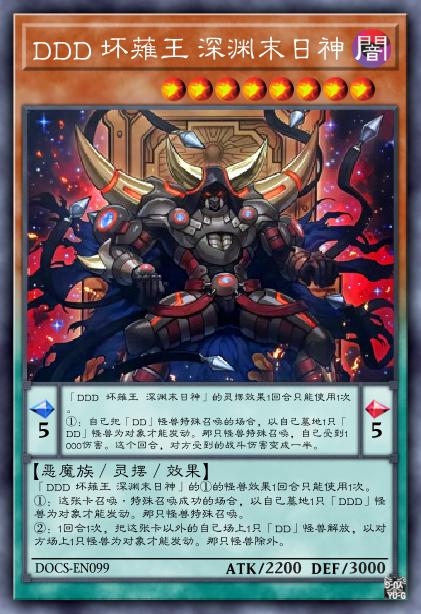 DDD 坏薙王 深渊末日神 闇
「DDD 坏薙王 深渊末日神」的灵摆效果1回合只能使用1次
。
①：自己把「DD」怪兽特殊召唤的场合，以自己墓地1只「D
D」怪兽为对象才能发动。那只怪兽特殊召唤，自己受到1
000伤害。这个回合，对方受到的战斗伤害变成一半。
5
5
【恶魔族／灵摆／效果】
「DDD 坏薙王 深渊末日神」的①的怪兽效果1回合只能使用1次。
①：这张卡召唤·特殊召唤成功的场合，以自己墓地1只「DDD」怪
兽为对象才能发动。那只怪兽特殊召唤。
②：1回合1次，把这张卡以外的自己场上1只「DD」怪兽解放，以对
方场上1只怪兽为对象才能发动。那只怪兽除外。
DOCS-EN099
ATK/2200 DEF/3000